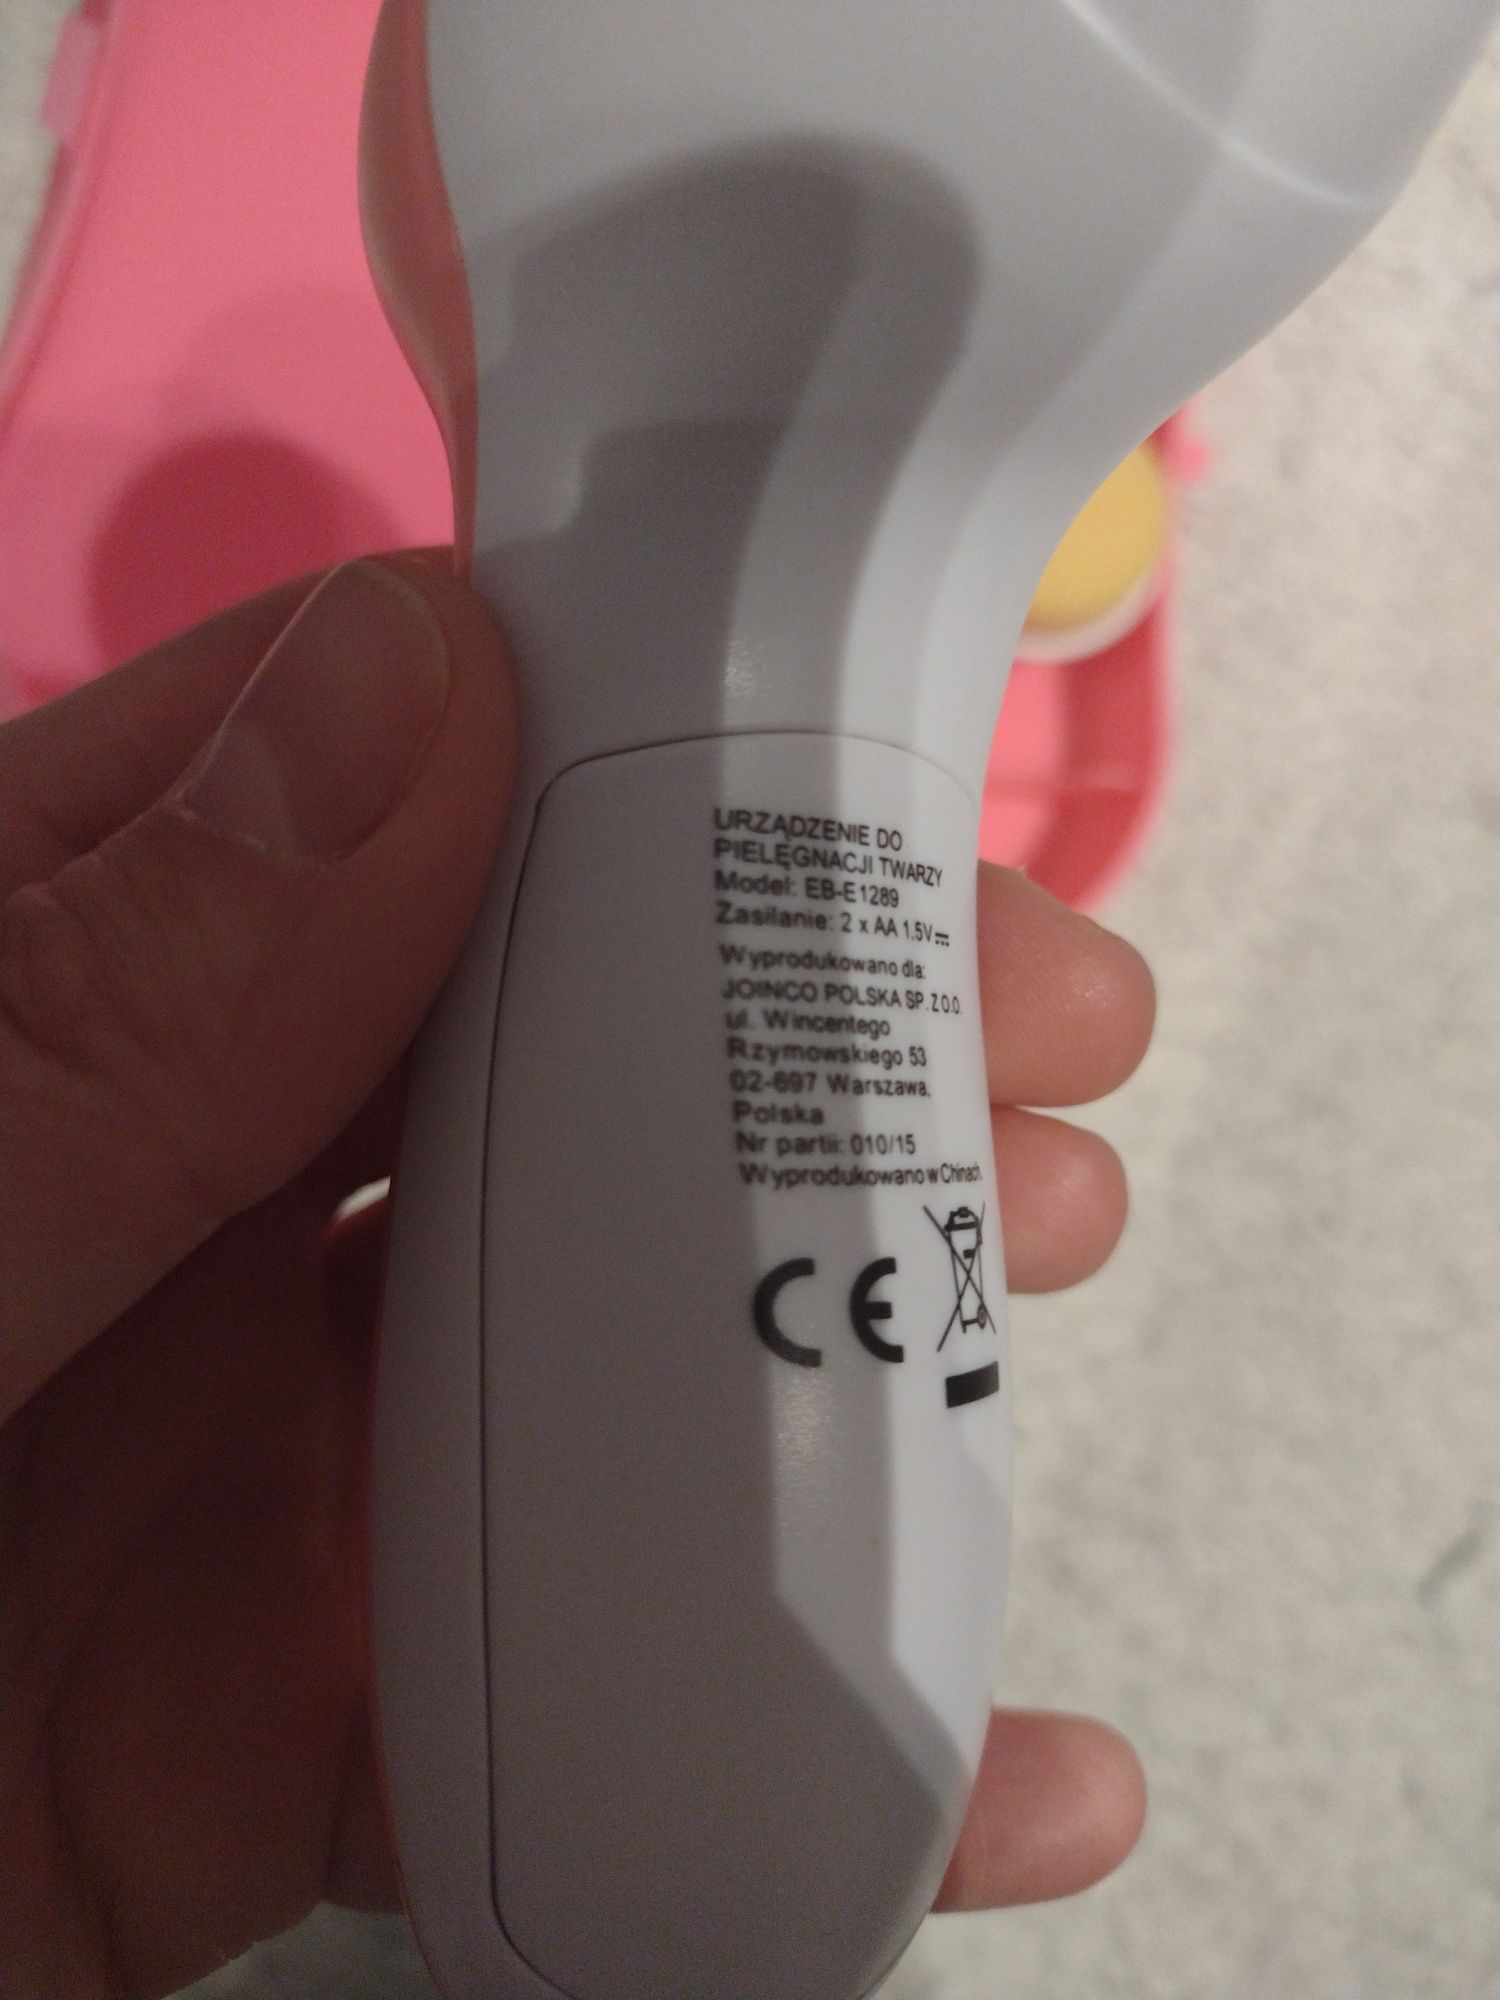 URZĄDZENIE DO
PIELĘGNACJI TWARZY
Model: EB-E1289
Zasilanie: 2 x AA 1,5V⎓
Wyprodukowano dla:
JOINCO POLSKA SP. Z O.O.
ul. Wincentego
Rzymowskiego 53
02-697 Warszawa,
Polska
Nr partii: 010/15
Wyprodukowano w Chinach
CE